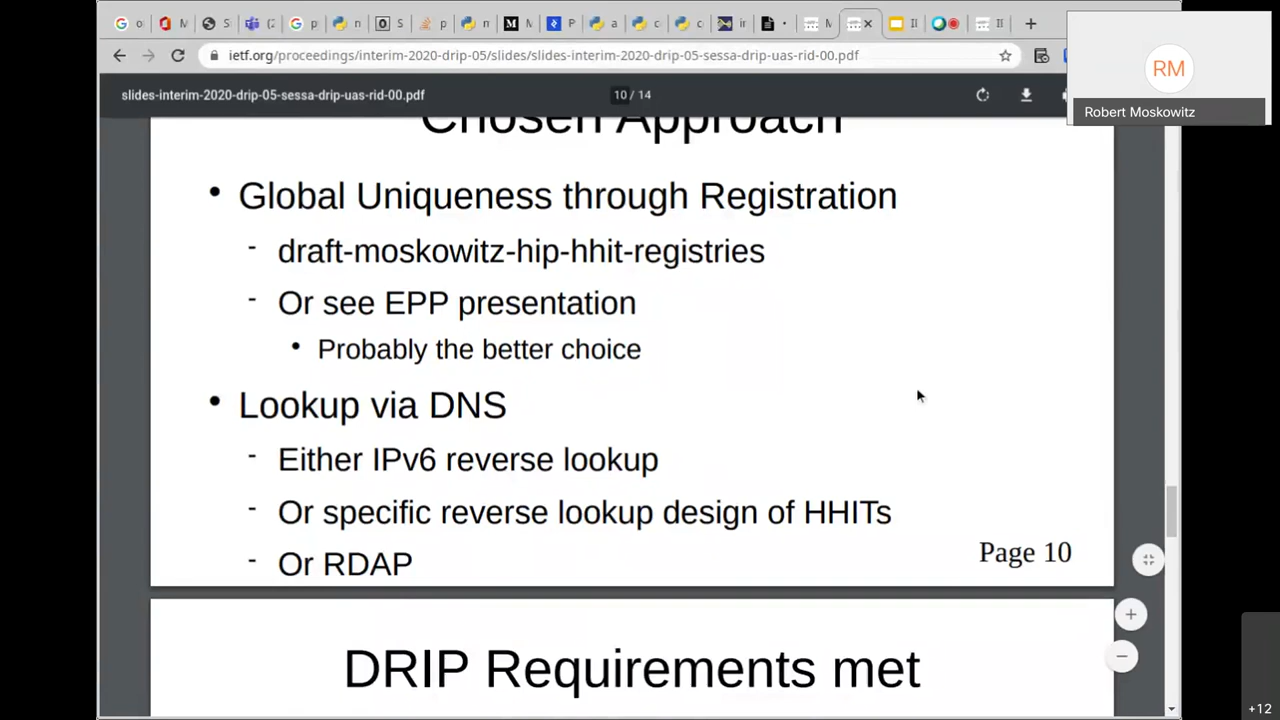 ietf.org/proceedings/interim-2020-drip-05/slides/slides-interim-2020-drip-05-sessa-drip-uas-rid-00.pdf
RM
Robert Moskowitz
slides-interim-2020-drip-05-sessa-drip-uas-rid-00.pdf
10 / 14
Chosen Approach
• Global Uniqueness through Registration
- draft-moskowitz-hip-hhit-registries
- Or see EPP presentation
• Probably the better choice
• Lookup via DNS
- Either IPv6 reverse lookup
- Or specific reverse lookup design of HHITs
- Or RDAP
Page 10
DRIP Requirements met
+12